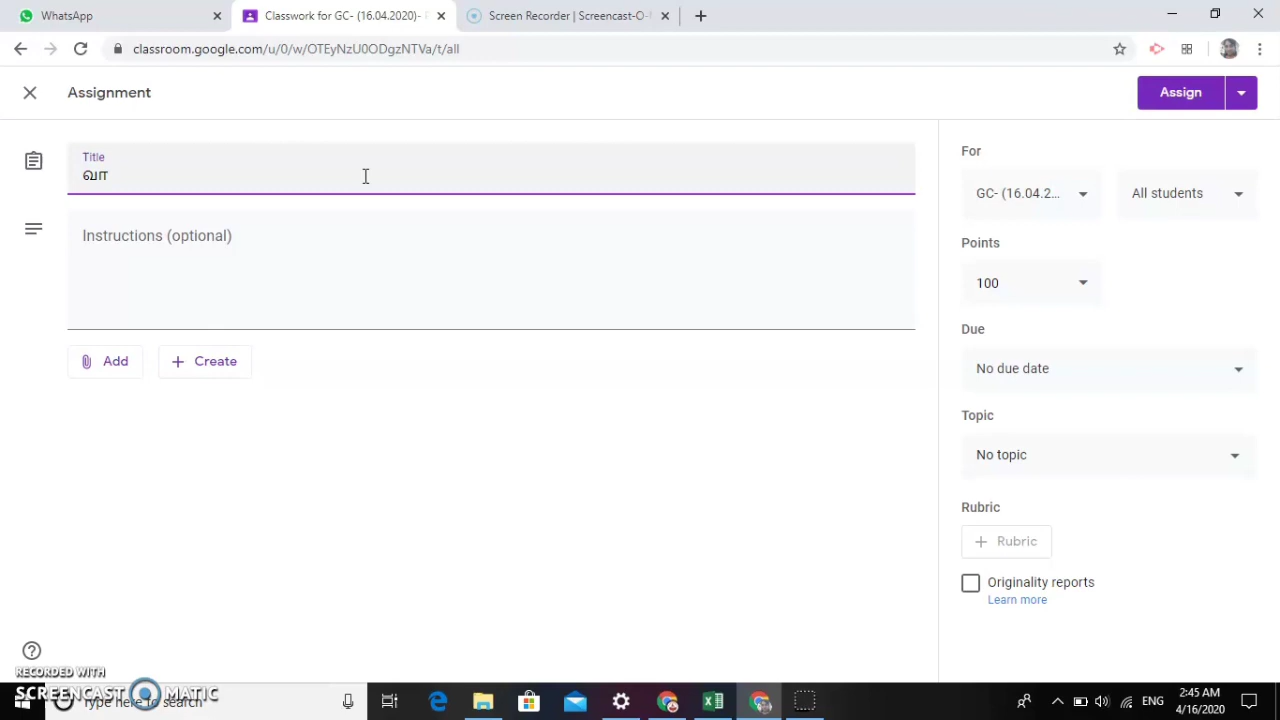 WhatsApp
Classwork for GC- (16.04.2020)-
Screen Recorder | Screencast-O-
classroom.google.com/u/0/w/OTEyNzU0ODgzNTVa/t/all
Assignment
Assign
Title
வா
Instructions (optional)
Add
Create
For
GC- (16.04.2...
All students
Points
100
Due
No due date
Topic
No topic
Rubric
Rubric
Originality reports
Learn more
RECORDED WITH
SCREENCAST MATIC
Type here to search
ENG
2:45 AM
4/16/2020